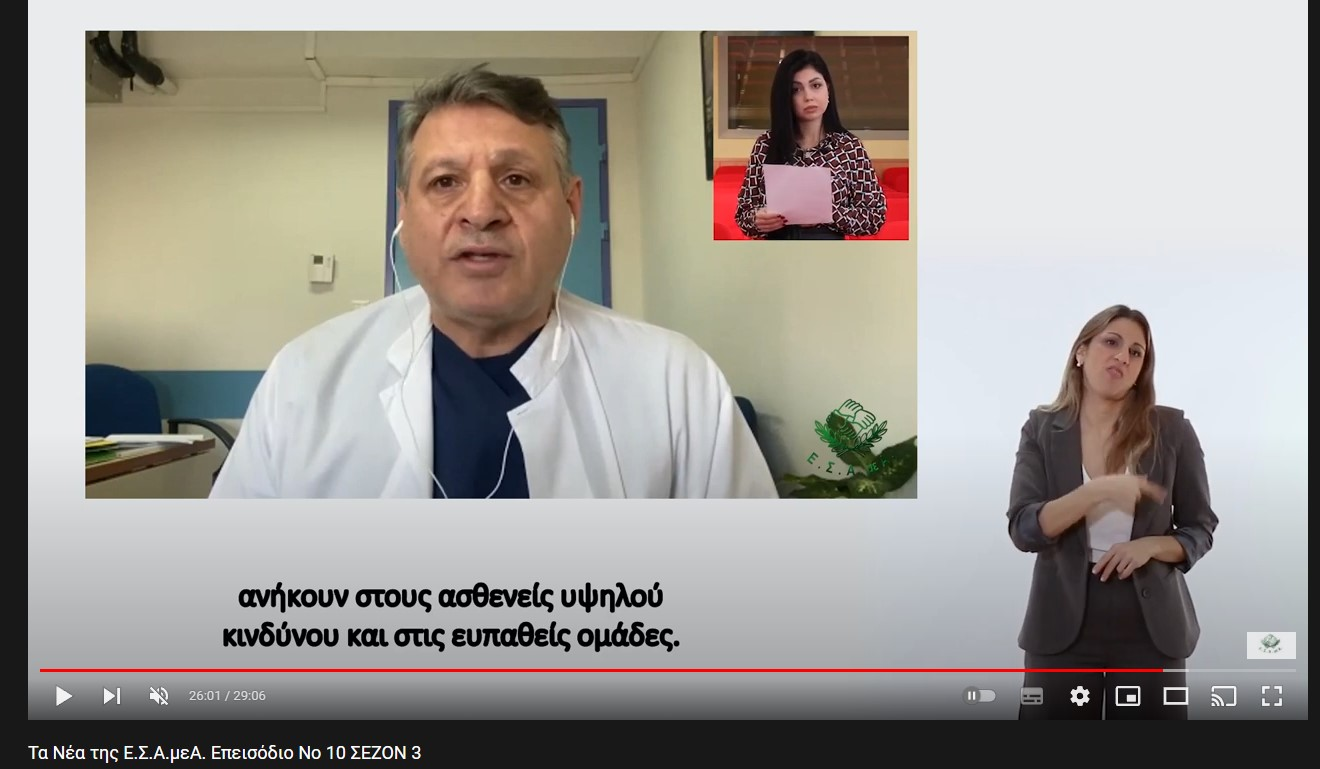 Ε.Σ.Α.μεΑ.
ανήκουν στους ασθενείς υψηλού
κινδύνου και στις ευπαθείς ομάδες.
26:01 / 29:06
Τα Νέα της Ε.Σ.Α.μεΑ. Επεισόδιο Νο 10 ΣΕΖΟΝ 3